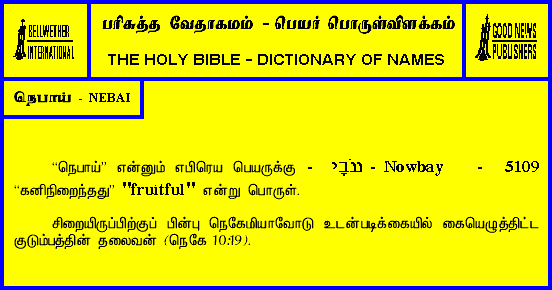 BELLWETHER
INTERNATIONAL
பரிசுத்த வேதாகமம் - பெயர் பொருள்விளக்கம்
THE HOLY BIBLE - DICTIONARY OF NAMES
GOOD NEWS
PUBLISHERS
நெபாய் - NEBAI
“நெபாய்” என்னும் எபிரெய பெயருக்கு - נוֹבָי - Nowbay - 5109
“கனிநிறைந்தது” "fruitful" என்று பொருள்.
சிறையிருப்பிற்குப் பின்பு நெகேமியாவோடு உடன்படிக்கையில் கையெழுத்திட்ட
குடும்பத்தின் தலைவன் (நெகே 10:19).